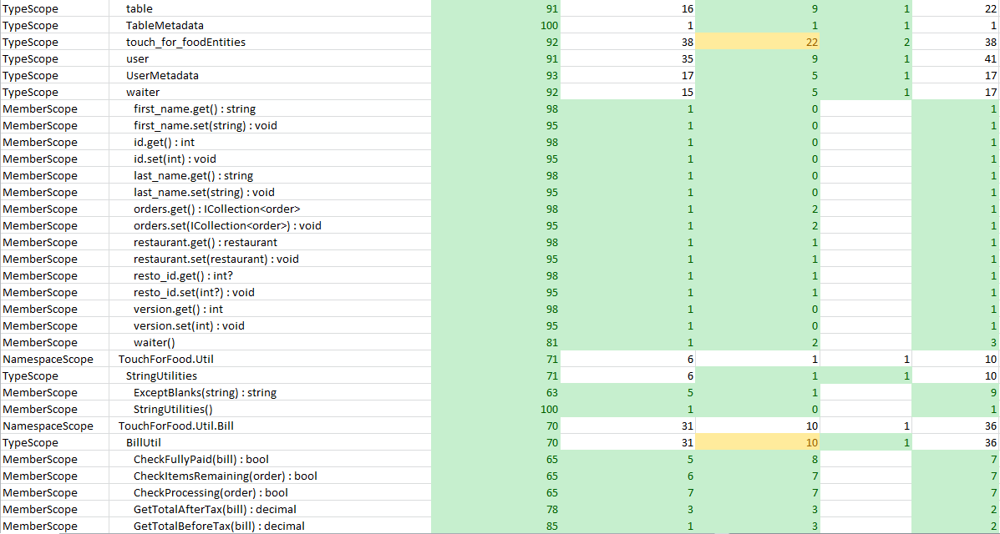 TypeScope table 91 16 9 1 22
TypeScope TableMetadata 100 1 1 1 1
TypeScope touch_for_foodEntities 92 38 22 2 38
TypeScope user 91 35 9 1 41
TypeScope UserMetadata 93 17 5 1 17
TypeScope waiter 92 15 5 1 17
MemberScope first_name.get() : string 98 1 0 1
MemberScope first_name.set(string) : void 95 1 0 1
MemberScope id.get() : int 98 1 0 1
MemberScope id.set(int) : void 95 1 0 1
MemberScope last_name.get() : string 98 1 0 1
MemberScope last_name.set(string) : void 95 1 0 1
MemberScope orders.get() : ICollection<order> 98 1 2 1
MemberScope orders.set(ICollection<order>) : void 95 1 2 1
MemberScope restaurant.get() : restaurant 98 1 1 1
MemberScope restaurant.set(restaurant) : void 95 1 1 1
MemberScope resto_id.get() : int? 98 1 1 1
MemberScope resto_id.set(int?) : void 95 1 1 1
MemberScope version.get() : int 98 1 0 1
MemberScope version.set(int) : void 95 1 0 1
MemberScope waiter() 81 1 2 3
NamespaceScope TouchForFood.Util 71 6 1 1 10
TypeScope StringUtilities 71 6 1 1 10
MemberScope ExceptBlanks(string) : string 63 5 1 9
MemberScope StringUtilities() 100 1 0 1
NamespaceScope TouchForFood.Util.Bill 70 31 10 1 36
TypeScope BillUtil 70 31 10 1 36
MemberScope CheckFullyPaid(bill) : bool 65 5 8 7
MemberScope CheckItemsRemaining(order) : bool 65 6 7 7
MemberScope CheckProcessing(order) : bool 65 7 7 7
MemberScope GetTotalAfterTax(bill) : decimal 78 3 3 2
MemberScope GetTotalBeforeTax(bill) : decimal 85 1 3 2